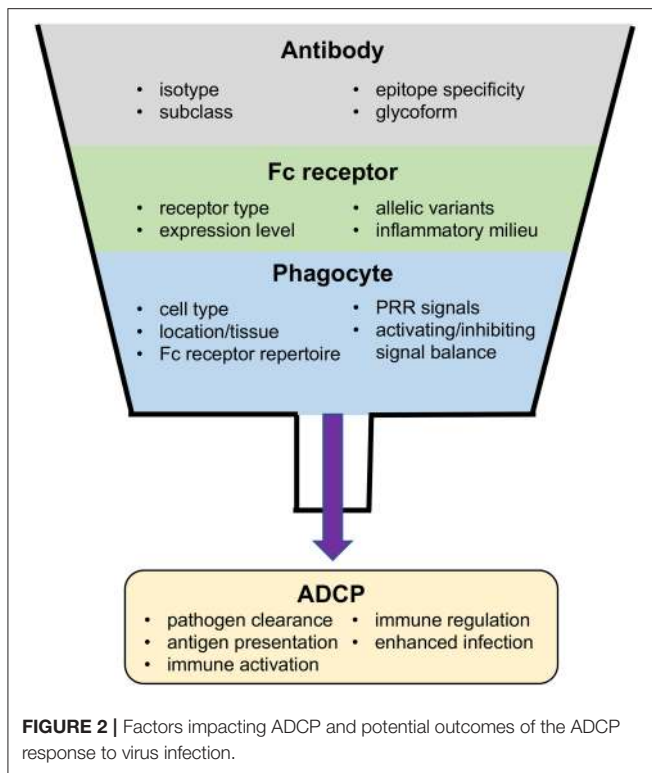 Antibody
• isotype
• subclass
• epitope specificity
• glycoform
Fc receptor
• receptor type
• expression level
• allelic variants
• inflammatory milieu
Phagocyte
• cell type
• location/tissue
• Fc receptor repertoire
• PRR signals
• activating/inhibiting
signal balance
ADCP
• pathogen clearance
• antigen presentation
• immune activation
• immune regulation
• enhanced infection
FIGURE 2 | Factors impacting ADCP and potential outcomes of the ADCP
response to virus infection.